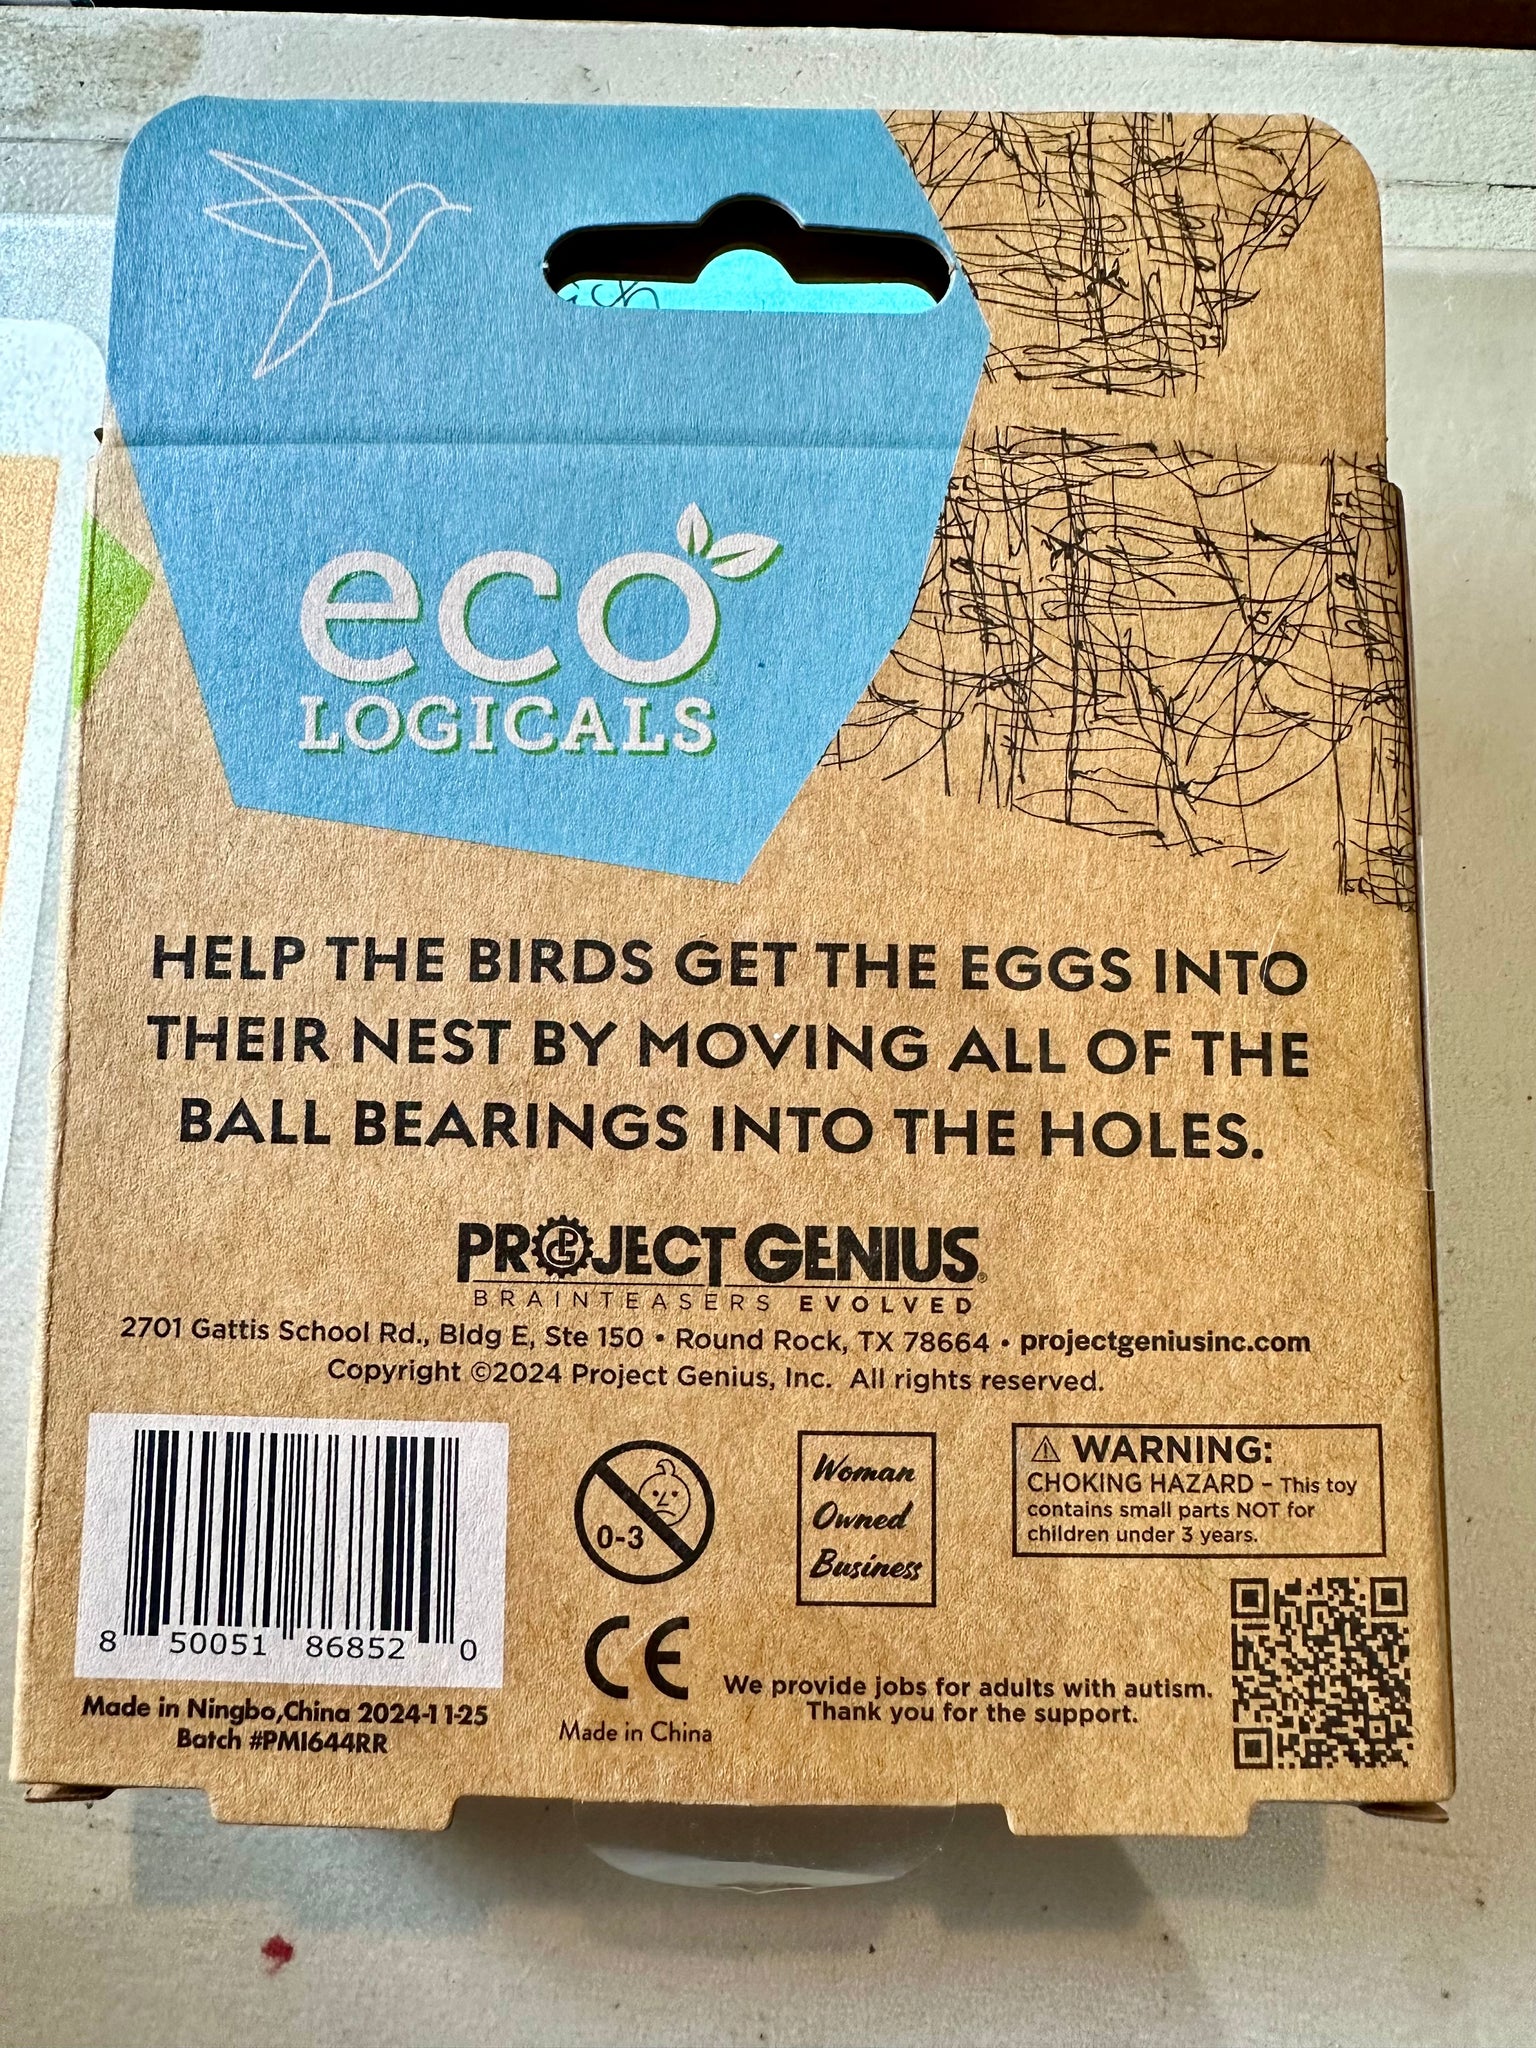 eco
LOGICALS
HELP THE BIRDS GET THE EGGS INTO
THEIR NEST BY MOVING ALL OF THE
BALL BEARINGS INTO THE HOLES.
PROJECT GENIUS®
BRAINTEASERS EVOLVED
2701 Gattis School Rd., Bldg E, Ste 150 • Round Rock, TX 78664 • projectgeniusinc.com
Copyright ©2024 Project Genius, Inc. All rights reserved.
8 50051 86852 0
Made in Ningbo,China 2024-11-25
Batch #PM1644RR
0-3
CE
Made in China
Woman
Owned
Business
⚠ WARNING:
CHOKING HAZARD – This toy
contains small parts NOT for
children under 3 years.
We provide jobs for adults with autism.
Thank you for the support.